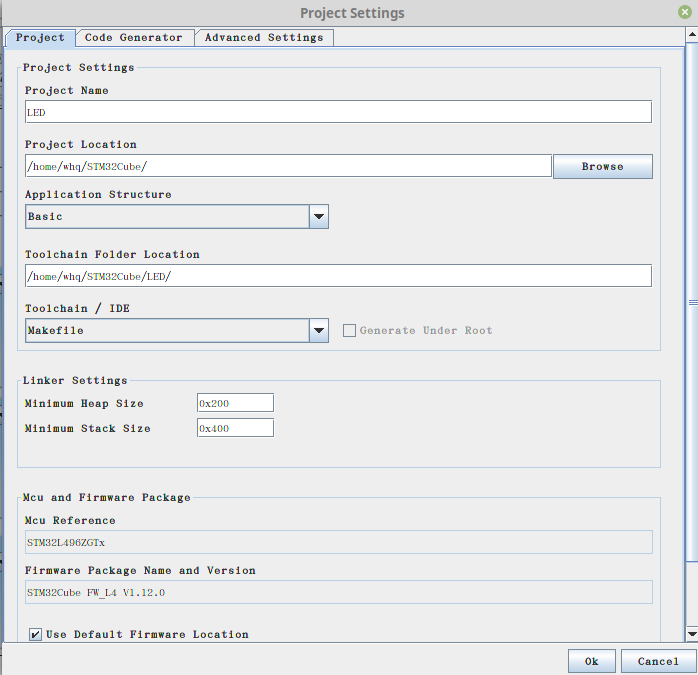 Project Settings
Project
Code Generator
Advanced Settings
Project Settings
Project Name
LED
Project Location
/home/whq/STM32Cube/
Browse
Application Structure
Basic
Toolchain Folder Location
/home/whq/STM32Cube/LED/
Toolchain / IDE
Makefile
Generate Under Root
Linker Settings
Minimum Heap Size
0x200
Minimum Stack Size
0x400
Mcu and Firmware Package
Mcu Reference
STM32L496ZGTx
Firmware Package Name and Version
STM32Cube FW_L4 V1.12.0
Use Default Firmware Location
Ok
Cancel